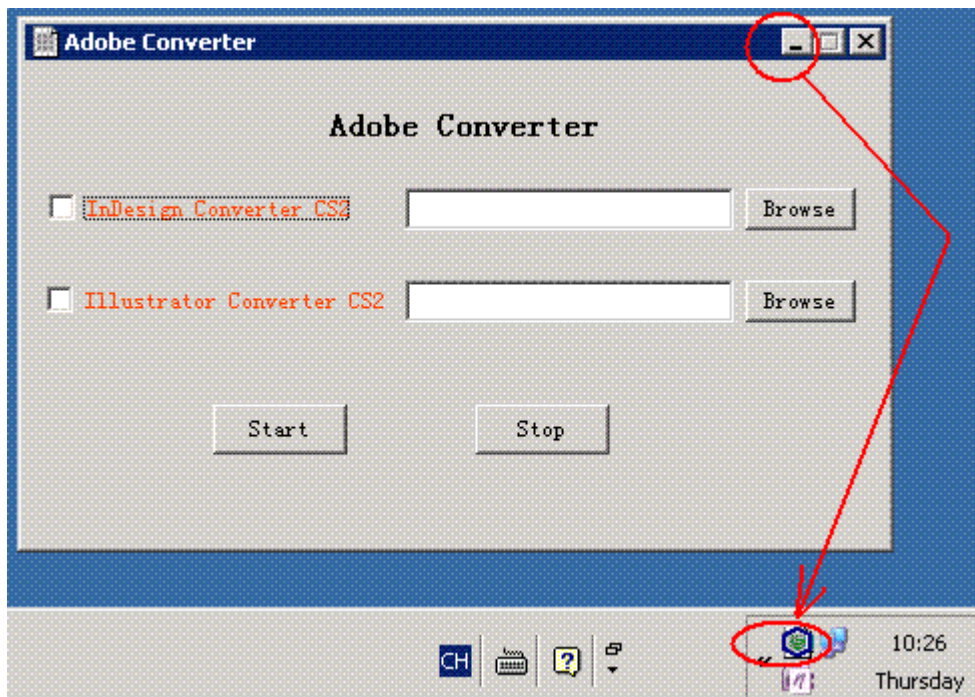 Adobe Converter
Adobe Converter
InDesign Converter CS2 Browse
Illustrator Converter CS2 Browse
Start Stop
CH 10:26
Thursday